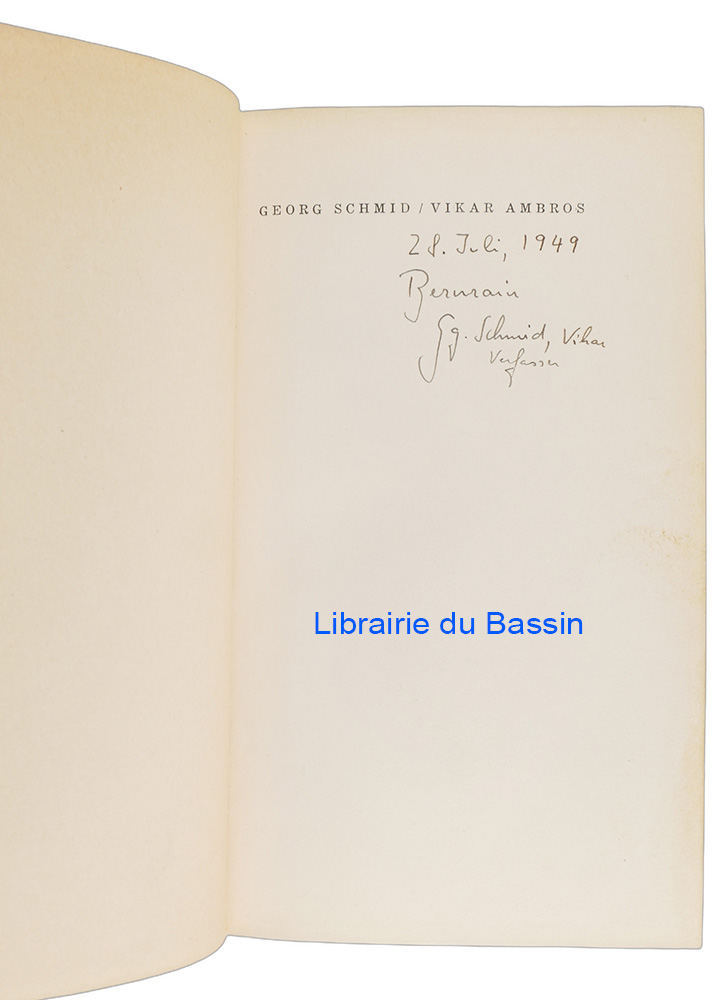 GEORG SCHMID / VIKAR AMBROS
28. Juli, 1949
Bernrain
Gg. Schmid, Vikar
Verfasser
Librairie du Bassin